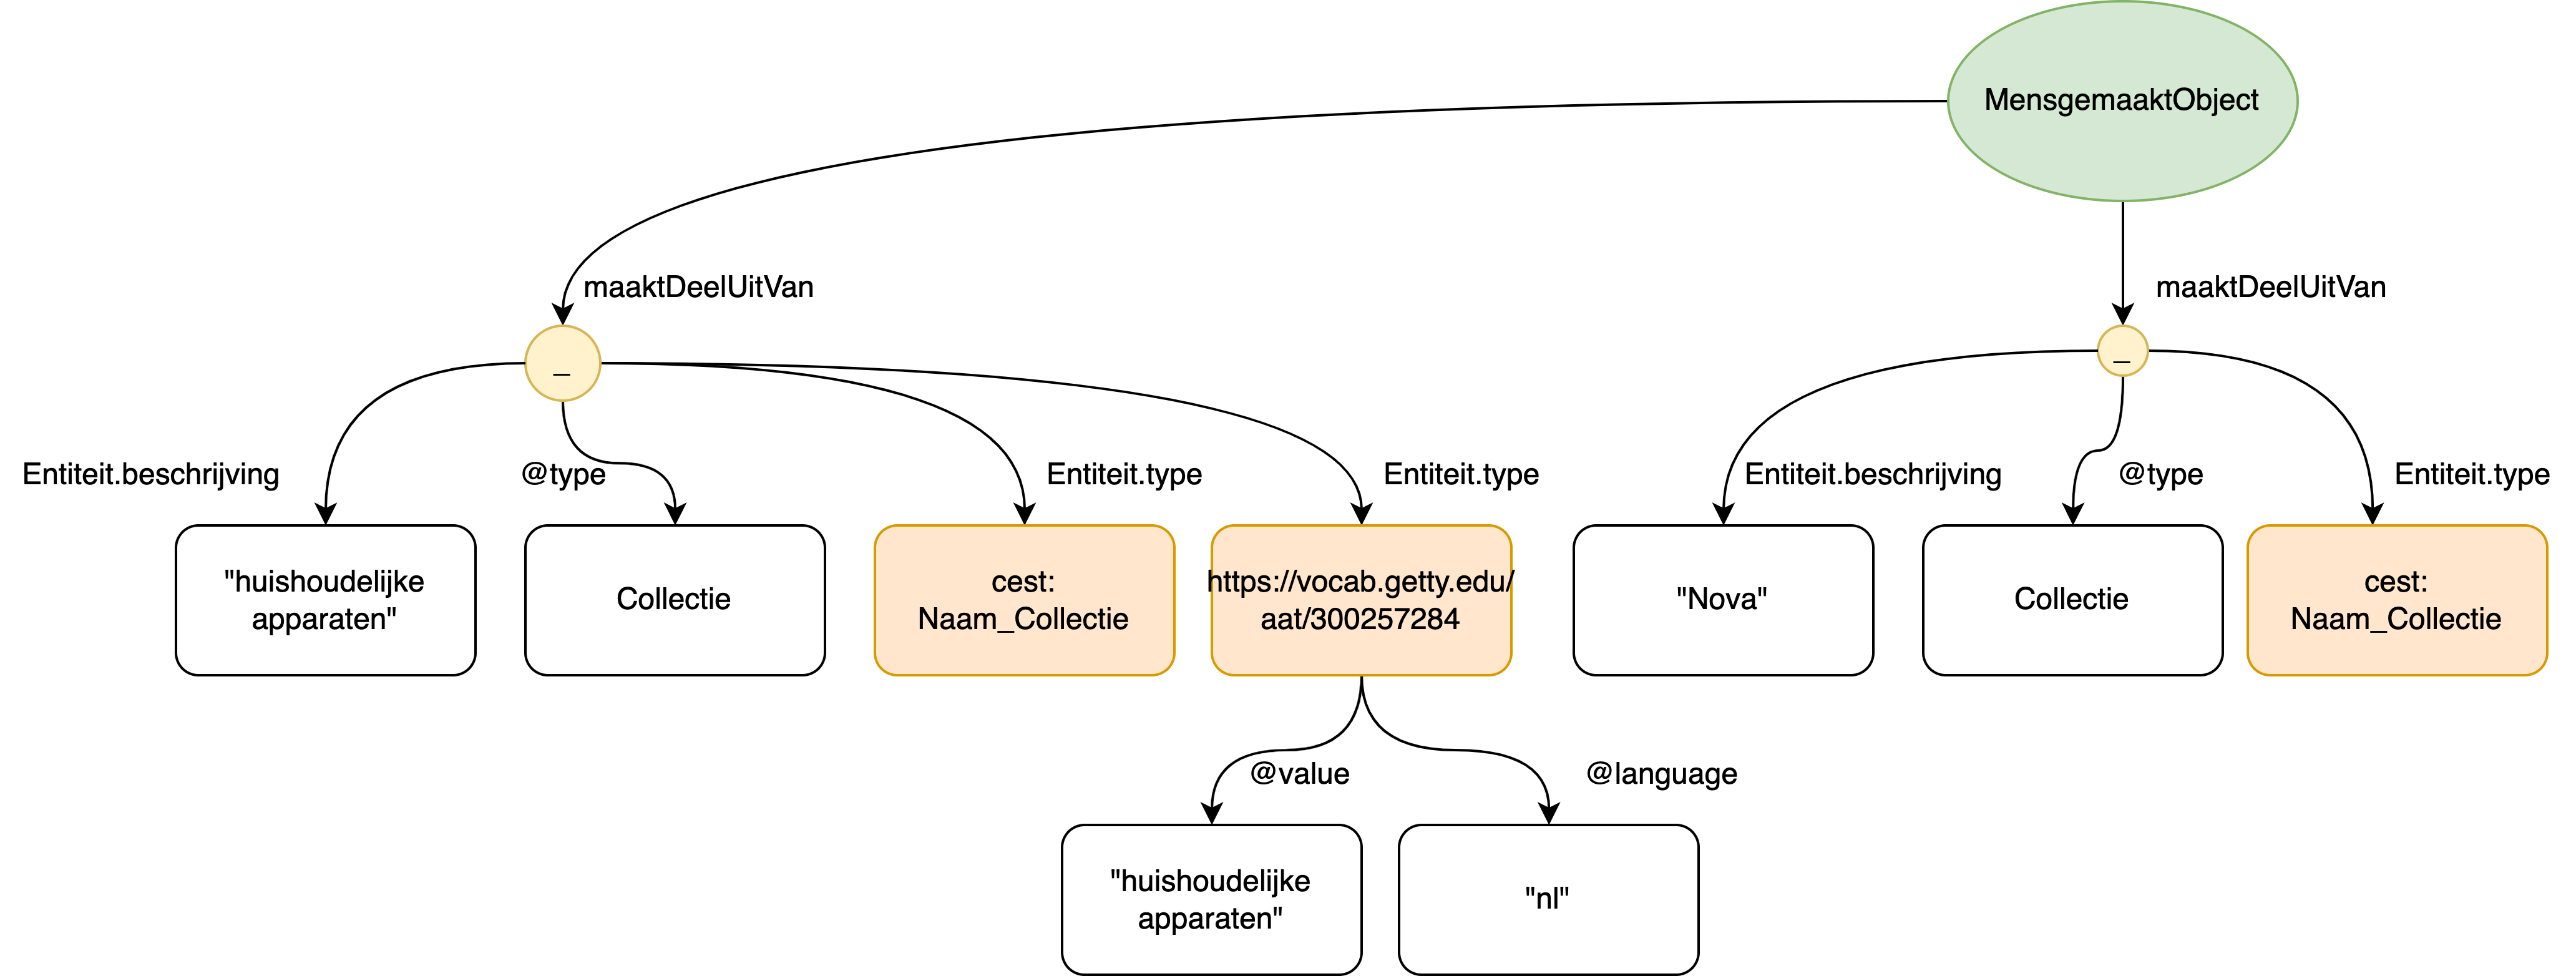 MensgemaaktObject
maaktDeelUitVan
maaktDeelUitVan
_
_
Entiteit.beschrijving
@type
Entiteit.type
Entiteit.type
Entiteit.beschrijving
@type
Entiteit.type
"huishoudelijke
apparaten"
Collectie
cest:
Naam_Collectie
https://vocab.getty.edu/
aat/300257284
"Nova"
Collectie
cest:
Naam_Collectie
@value
@language
"huishoudelijke
apparaten"
"nl"